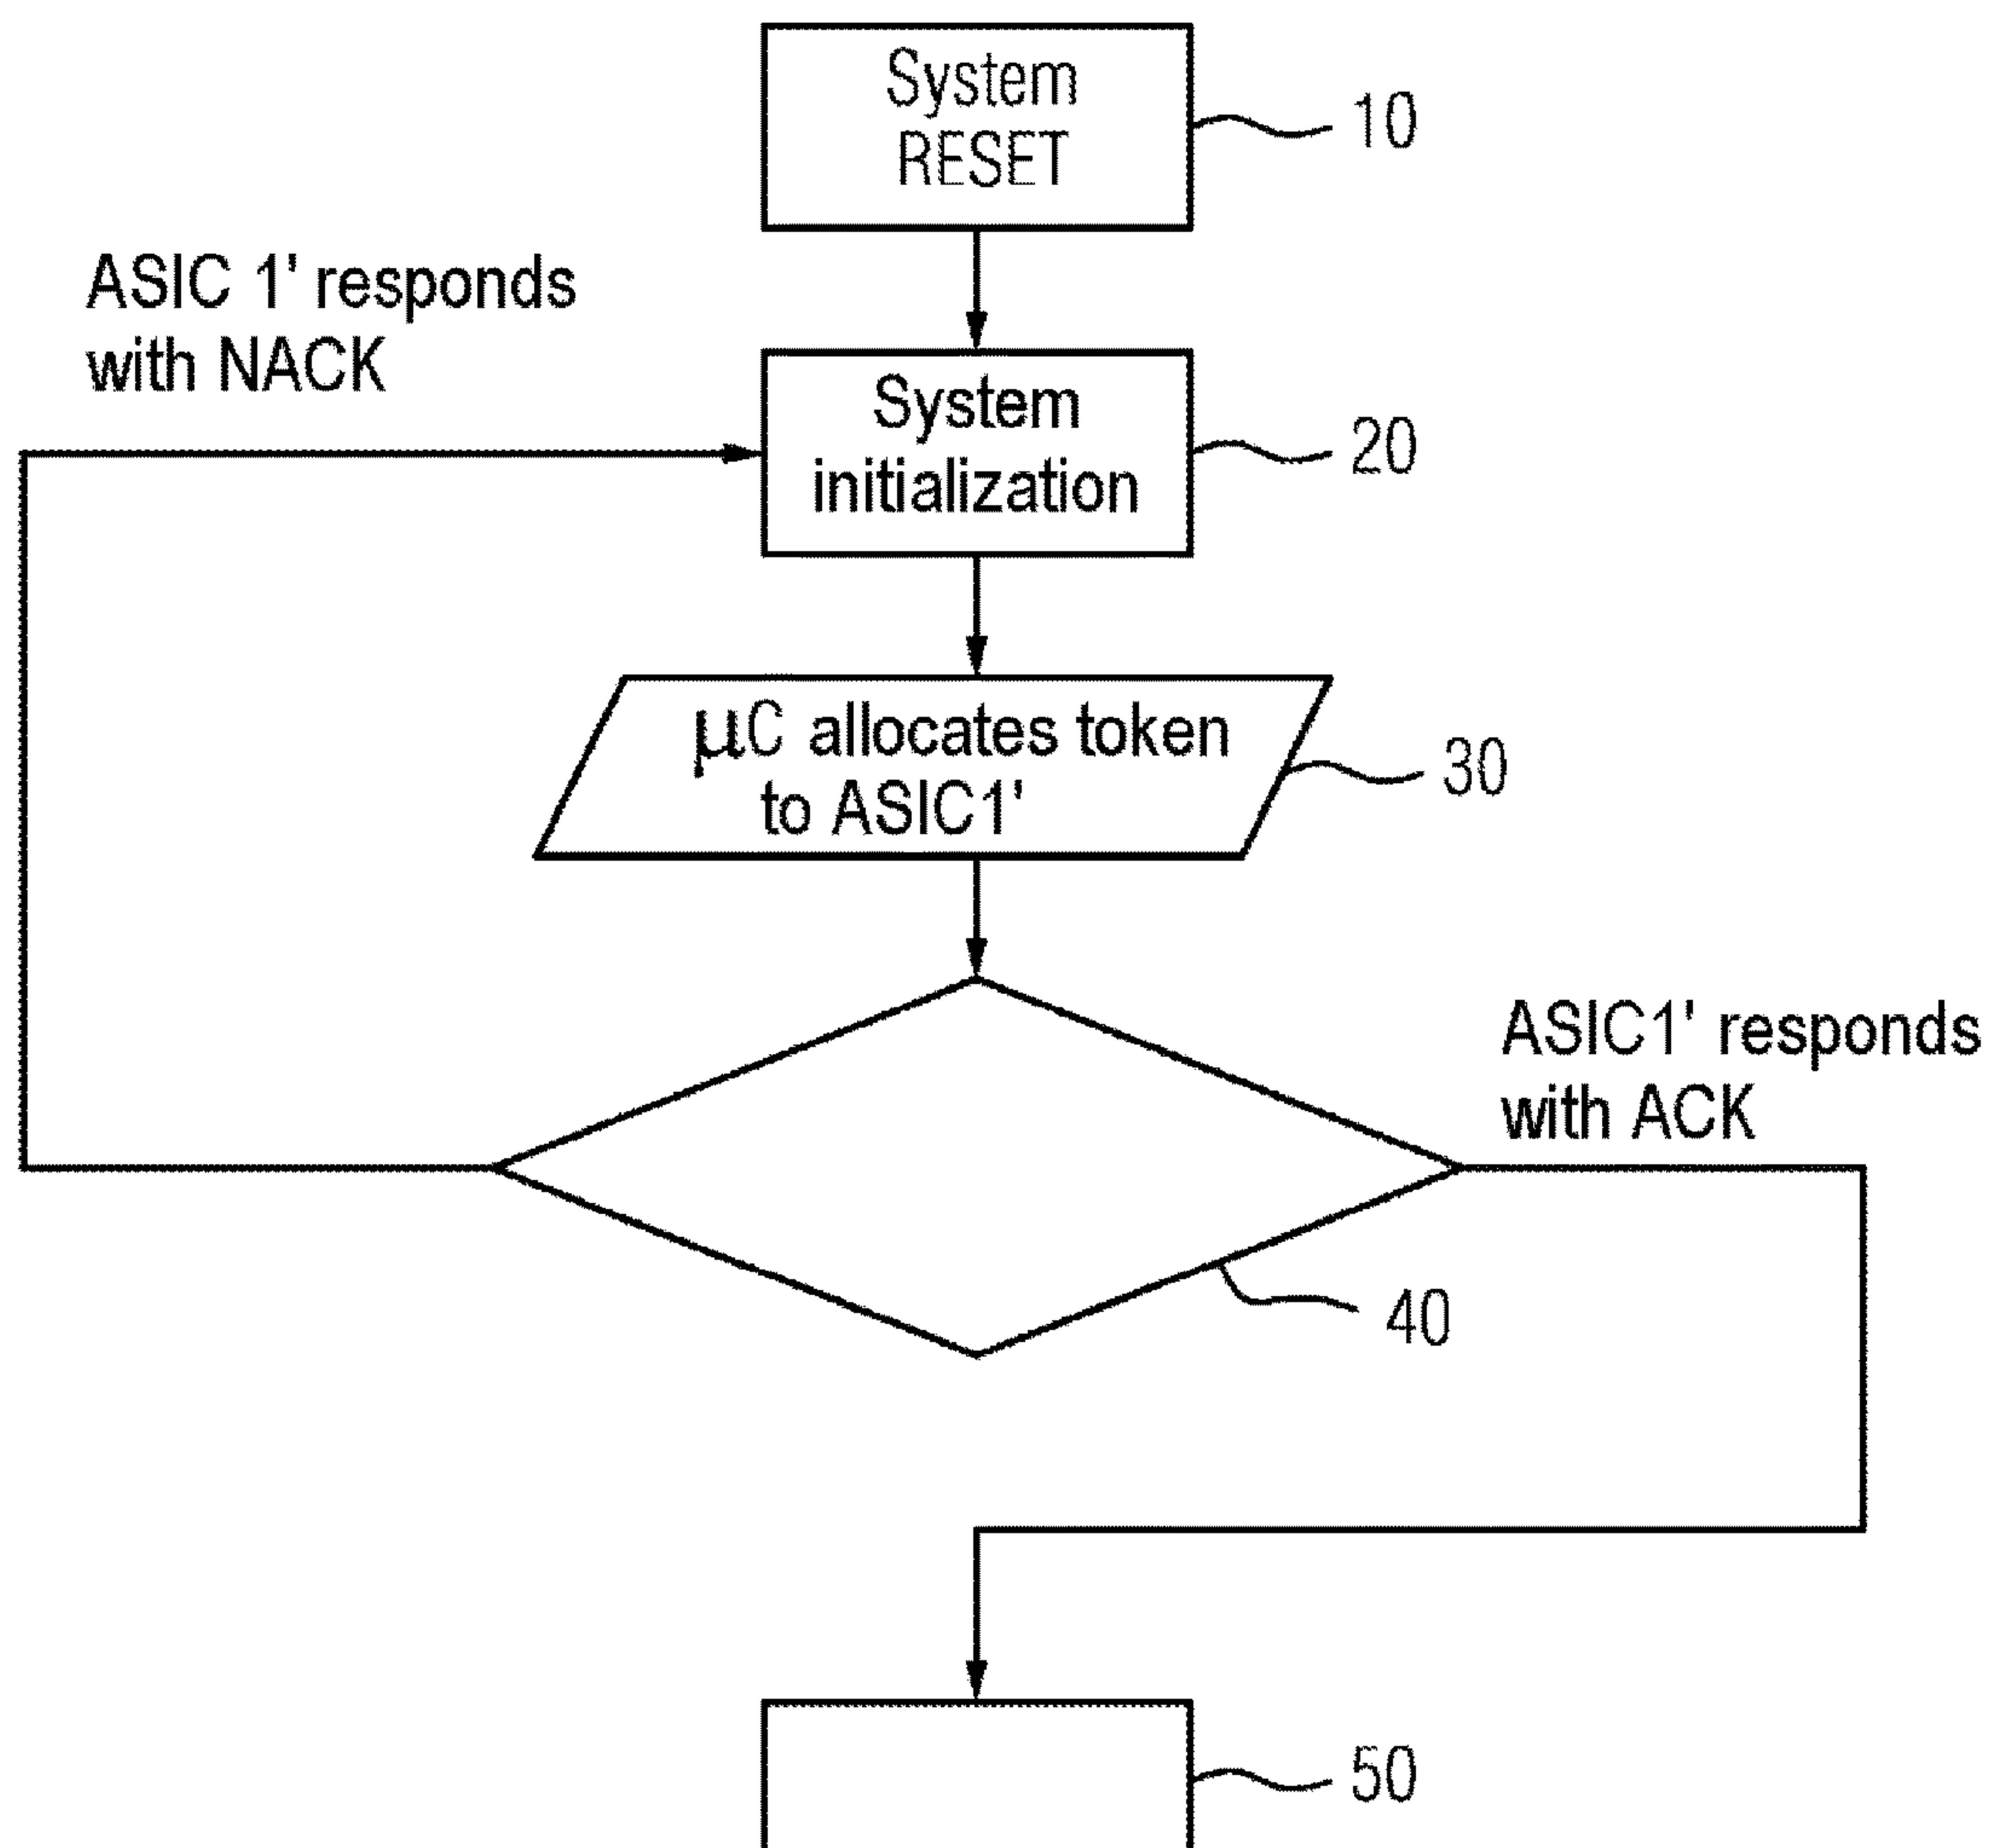 System
RESET
10
ASIC 1' responds
with NACK
System
initialization
20
µC allocates token
to ASIC1'
30
ASIC1' responds
with ACK
40
50